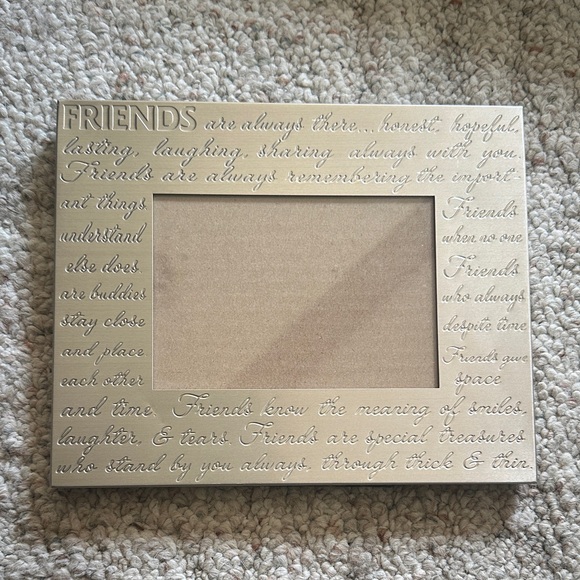 FRIENDS are always there...honest, hopeful,
lasting, laughing, sharing always with you.
Friends are always remembering the import-
ant things Friends
understand when no one
else does Friends
are buddies who always
stay close despite time
and place Friends give
each other space
and time. Friends know the meaning of smiles,
laughter, & tears. Friends are special treasures
who stand by you always, through thick & thin.